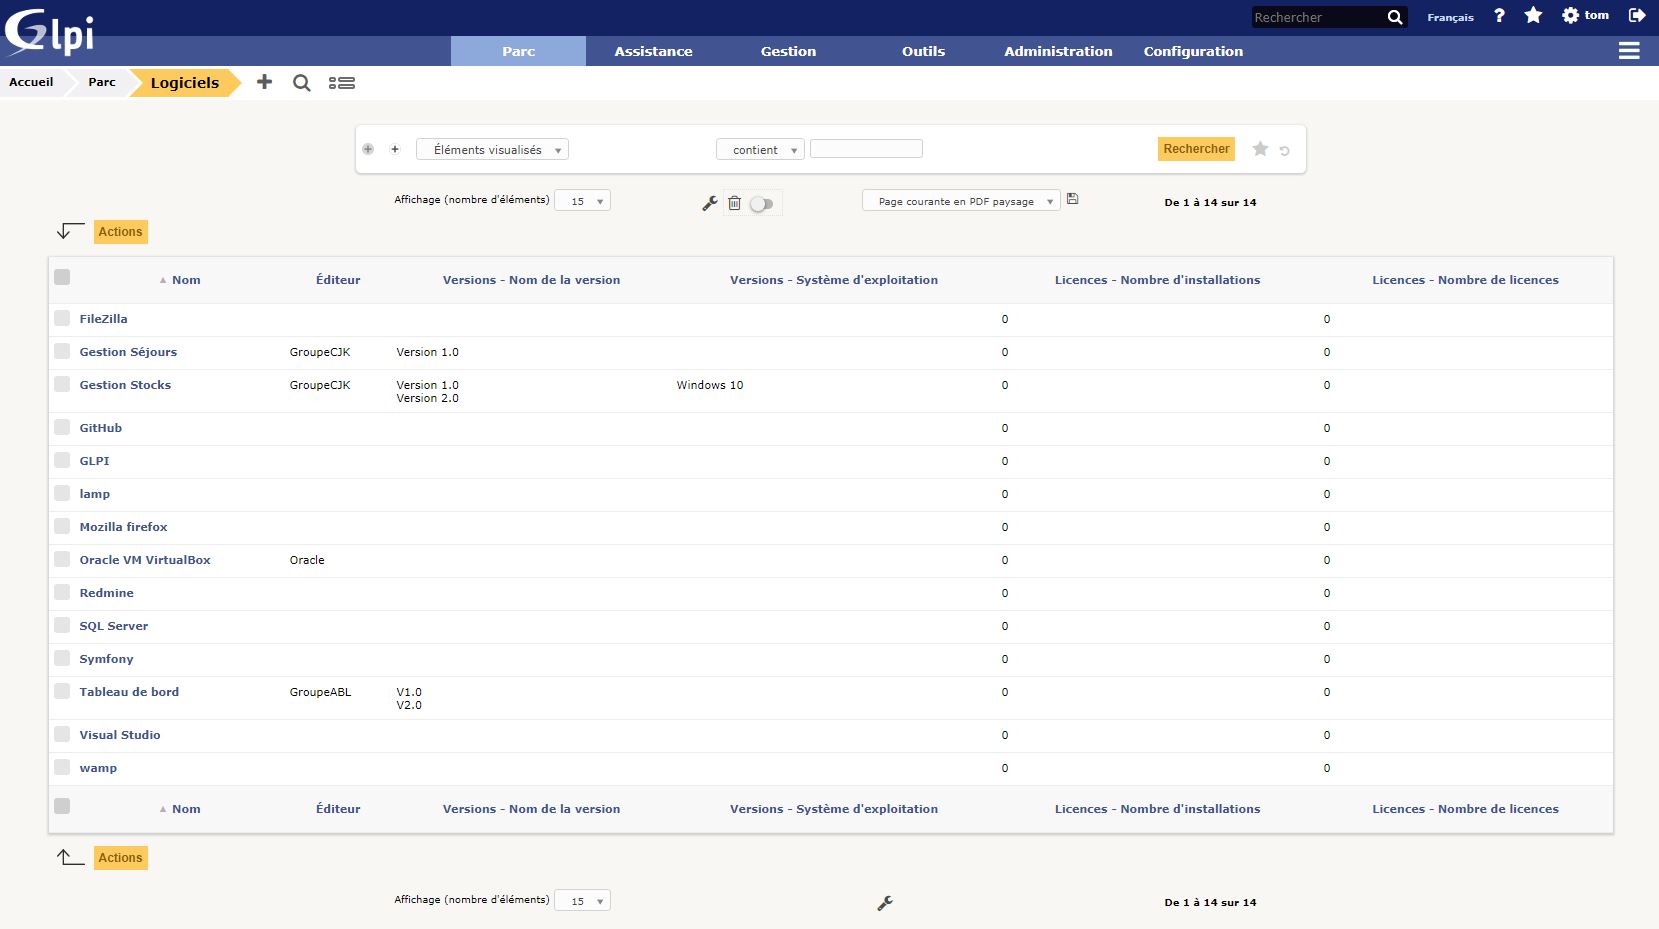 Glpi
Rechercher
Français
?
tom
Parc
Assistance
Gestion
Outils
Administration
Configuration
Accueil
Parc
Logiciels
Éléments visualisés
contient
Rechercher
Affichage (nombre d'éléments) 15
Page courante en PDF paysage
De 1 à 14 sur 14
Actions
Nom Éditeur Versions - Nom de la version Versions - Système d'exploitation Licences - Nombre d'installations Licences - Nombre de licences
FileZilla 0 0
Gestion Séjours GroupeCJK Version 1.0 0 0
Gestion Stocks GroupeCJK Version 1.0 Windows 10 0 0
Version 2.0
GitHub 0 0
GLPI 0 0
lamp 0 0
Mozilla firefox 0 0
Oracle VM VirtualBox Oracle 0 0
Redmine 0 0
SQL Server 0 0
Symfony 0 0
Tableau de bord GroupeABL V1.0 0 0
V2.0
Visual Studio 0 0
wamp 0 0
Nom Éditeur Versions - Nom de la version Versions - Système d'exploitation Licences - Nombre d'installations Licences - Nombre de licences
Actions
Affichage (nombre d'éléments) 15
De 1 à 14 sur 14